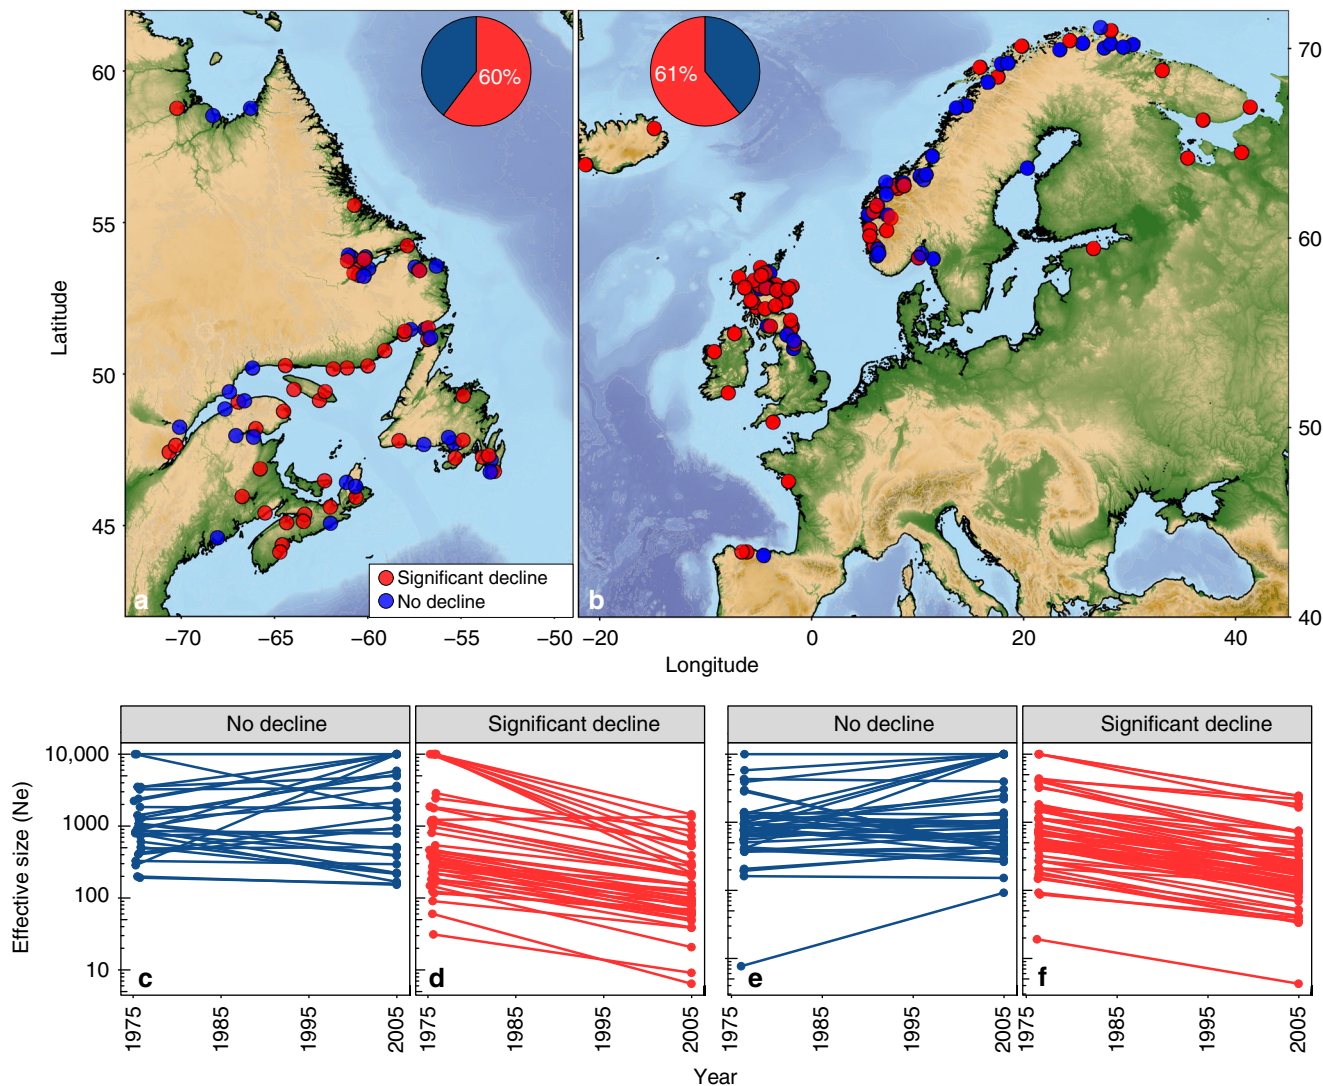 60%
61%
60
55
50
45
Latitude
70
60
50
40
Significant decline
No decline
a
b
−70
−65
−60
−55
−50
−20
0
20
40
Longitude
No decline
Significant decline
No decline
Significant decline
10,000
1000
100
10
Effective size (Ne)
c
d
e
f
1975
1985
1995
2005
1975
1985
1995
2005
1975
1985
1995
2005
1975
1985
1995
2005
Year